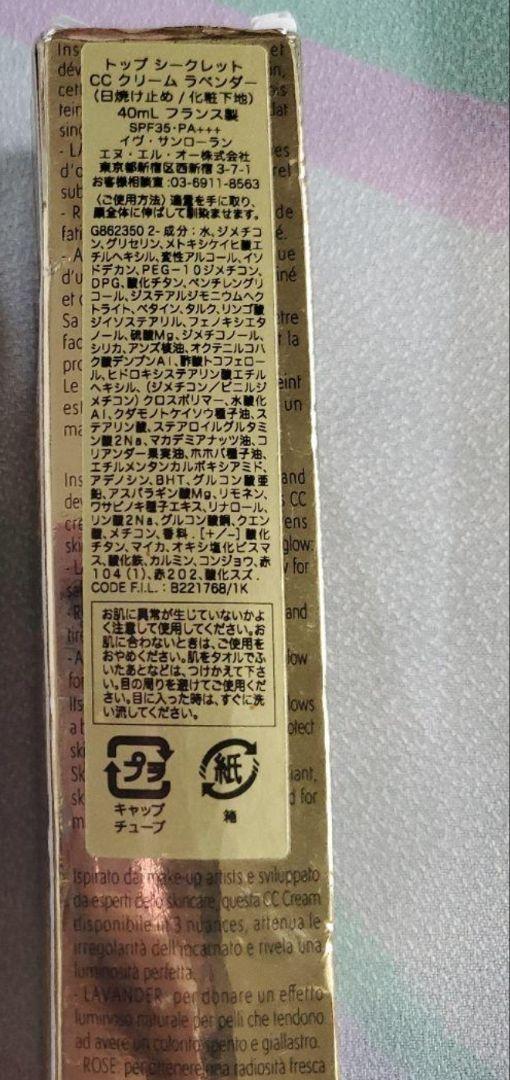 トップ シークレット
CC クリーム ラベンダー
（日焼け止め / 化粧下地）
40mL フランス製
SPF35・PA+++
イヴ・サンローラン
エヌ・エル・オー株式会社
東京都新宿区西新宿 3-7-1
お客様相談室:03-6911-8563
〈ご使用方法〉適量を手に取り、
顔全体に伸ばして馴染ませます。
G862350 2-成分：水、ジメチコ
ン、グリセリン、メトキシケイヒ酸エ
チルヘキシル、変性アルコール、イソ
ドデカン、PEG-10ジメチコン、
DPG、酸化チタン、ペンチレングリ
コール、ジステアルジモニウムヘクト
ライト、ベタイン、タルク、リンゴ酸
ジイソステアリル、フェノキシエタ
ノール、硫酸Mg、ジメチコノール、
シリカ、アンズ核油、オクテニルコハ
ク酸デンプンAl、酢酸トコフェロー
ル、ヒドロキシステアリン酸エチル
ヘキシル、（ジメチコン/ビニルジ
メチコン）クロスポリマー、水酸化
Al、クダモノトケイソウ種子油、ス
テアリン酸、ステアロイルグルタミ
ン酸2Na、マカデミアナッツ油、コ
リアンダー果実油、ホホバ種子油、
エチルメンタンカルボキシアミド、
アデノシン、BHT、グルコン酸亜
鉛、アスパラギン酸Mg、リモネン、
ワサビノキ種子エキス、リナロール、
リン酸2Na、グルコン酸銅、クエン
酸、メチコン、香料．[+/-] 酸化
チタン、マイカ、オキシ塩化ビスマ
ス、酸化鉄、カルミン、コンジョウ、赤
104（1）、赤202、酸化スズ．
CODE F.I.L. : B221768/1K
お肌に異常が生じていないかよ
く注意して使用してください。お
肌に合わないときは、ご使用を
おやめください。肌をタオルでふ
いたあとなどは、つけかえて下さ
い。目の周りを避けてご使用くだ
さい。目に入った時は、すぐに洗
い流してください。
プラ
キャップ
チューブ
紙
箱
Ispirato dai make-up artists e sviluppato
da esperti dello skincare, questa CC Cream
disponibile in 3 nuances, attenua le
irregolarità dell'incarnato e rivela una
luminosità perfetta.
- LAVANDER: per donare un effetto
luminoso naturale per pelli che tendono
ad avere un colorito spento e giallastro.
ROSE: per ottenere una radiosità fresca